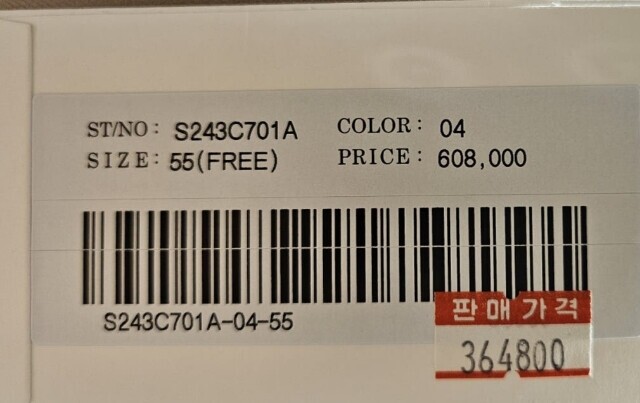 ST/NO: S243C701A COLOR: 04
SIZE: 55(FREE) PRICE: 608,000
S243C701A-04-55
판매가격
364800